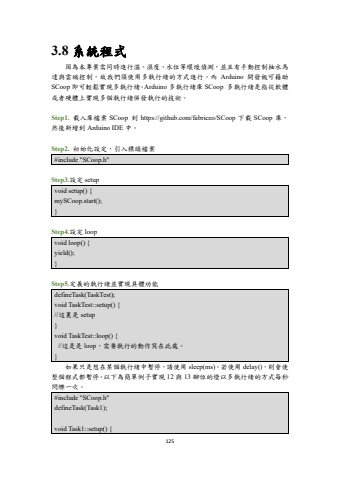 3.8 系統程式
因為本專案需同時進行溫、濕度、水位等環境偵測，並且有手動控制抽水馬
達與雲端控制，故我們須使用多執行緒的方式進行。而 Arduino 開發板可藉助
SCoop 即可輕鬆實現多執行緒。Arduino 多執行緒庫 SCoop 多執行緒是指從軟體
或者硬體上實現多個執行緒併發執行的技術。
Step1. 載入庫檔案 SCoop 到 https://github.com/fabriceo/SCoop 下載 SCoop 庫，
然後新增到 Arduino IDE 中。
Step2. 初始化設定，引入標頭檔案
#include "SCoop.h"
Step3.設定 setup
void setup() {
mySCoop.start();
}
Step4.設定 loop
void loop() {
yield();
}
Step5.定義的執行緒並實現具體功能
defineTask(TaskTest);
void TaskTest::setup() {
//這裏是 setup
}
void TaskTest::loop() {
//這是是 loop，需要執行的動作寫在此處。
}
如果只是想在某個執行緒中暫停，請使用 sleep(ms)，若使用 delay()，則會使
整個程式都暫停。以下為簡單例子實現 12 與 13 腳位的燈以多執行緒的方式每秒
閃爍一次。
#include "SCoop.h"
defineTask(Task1);
void Task1::setup() {
125